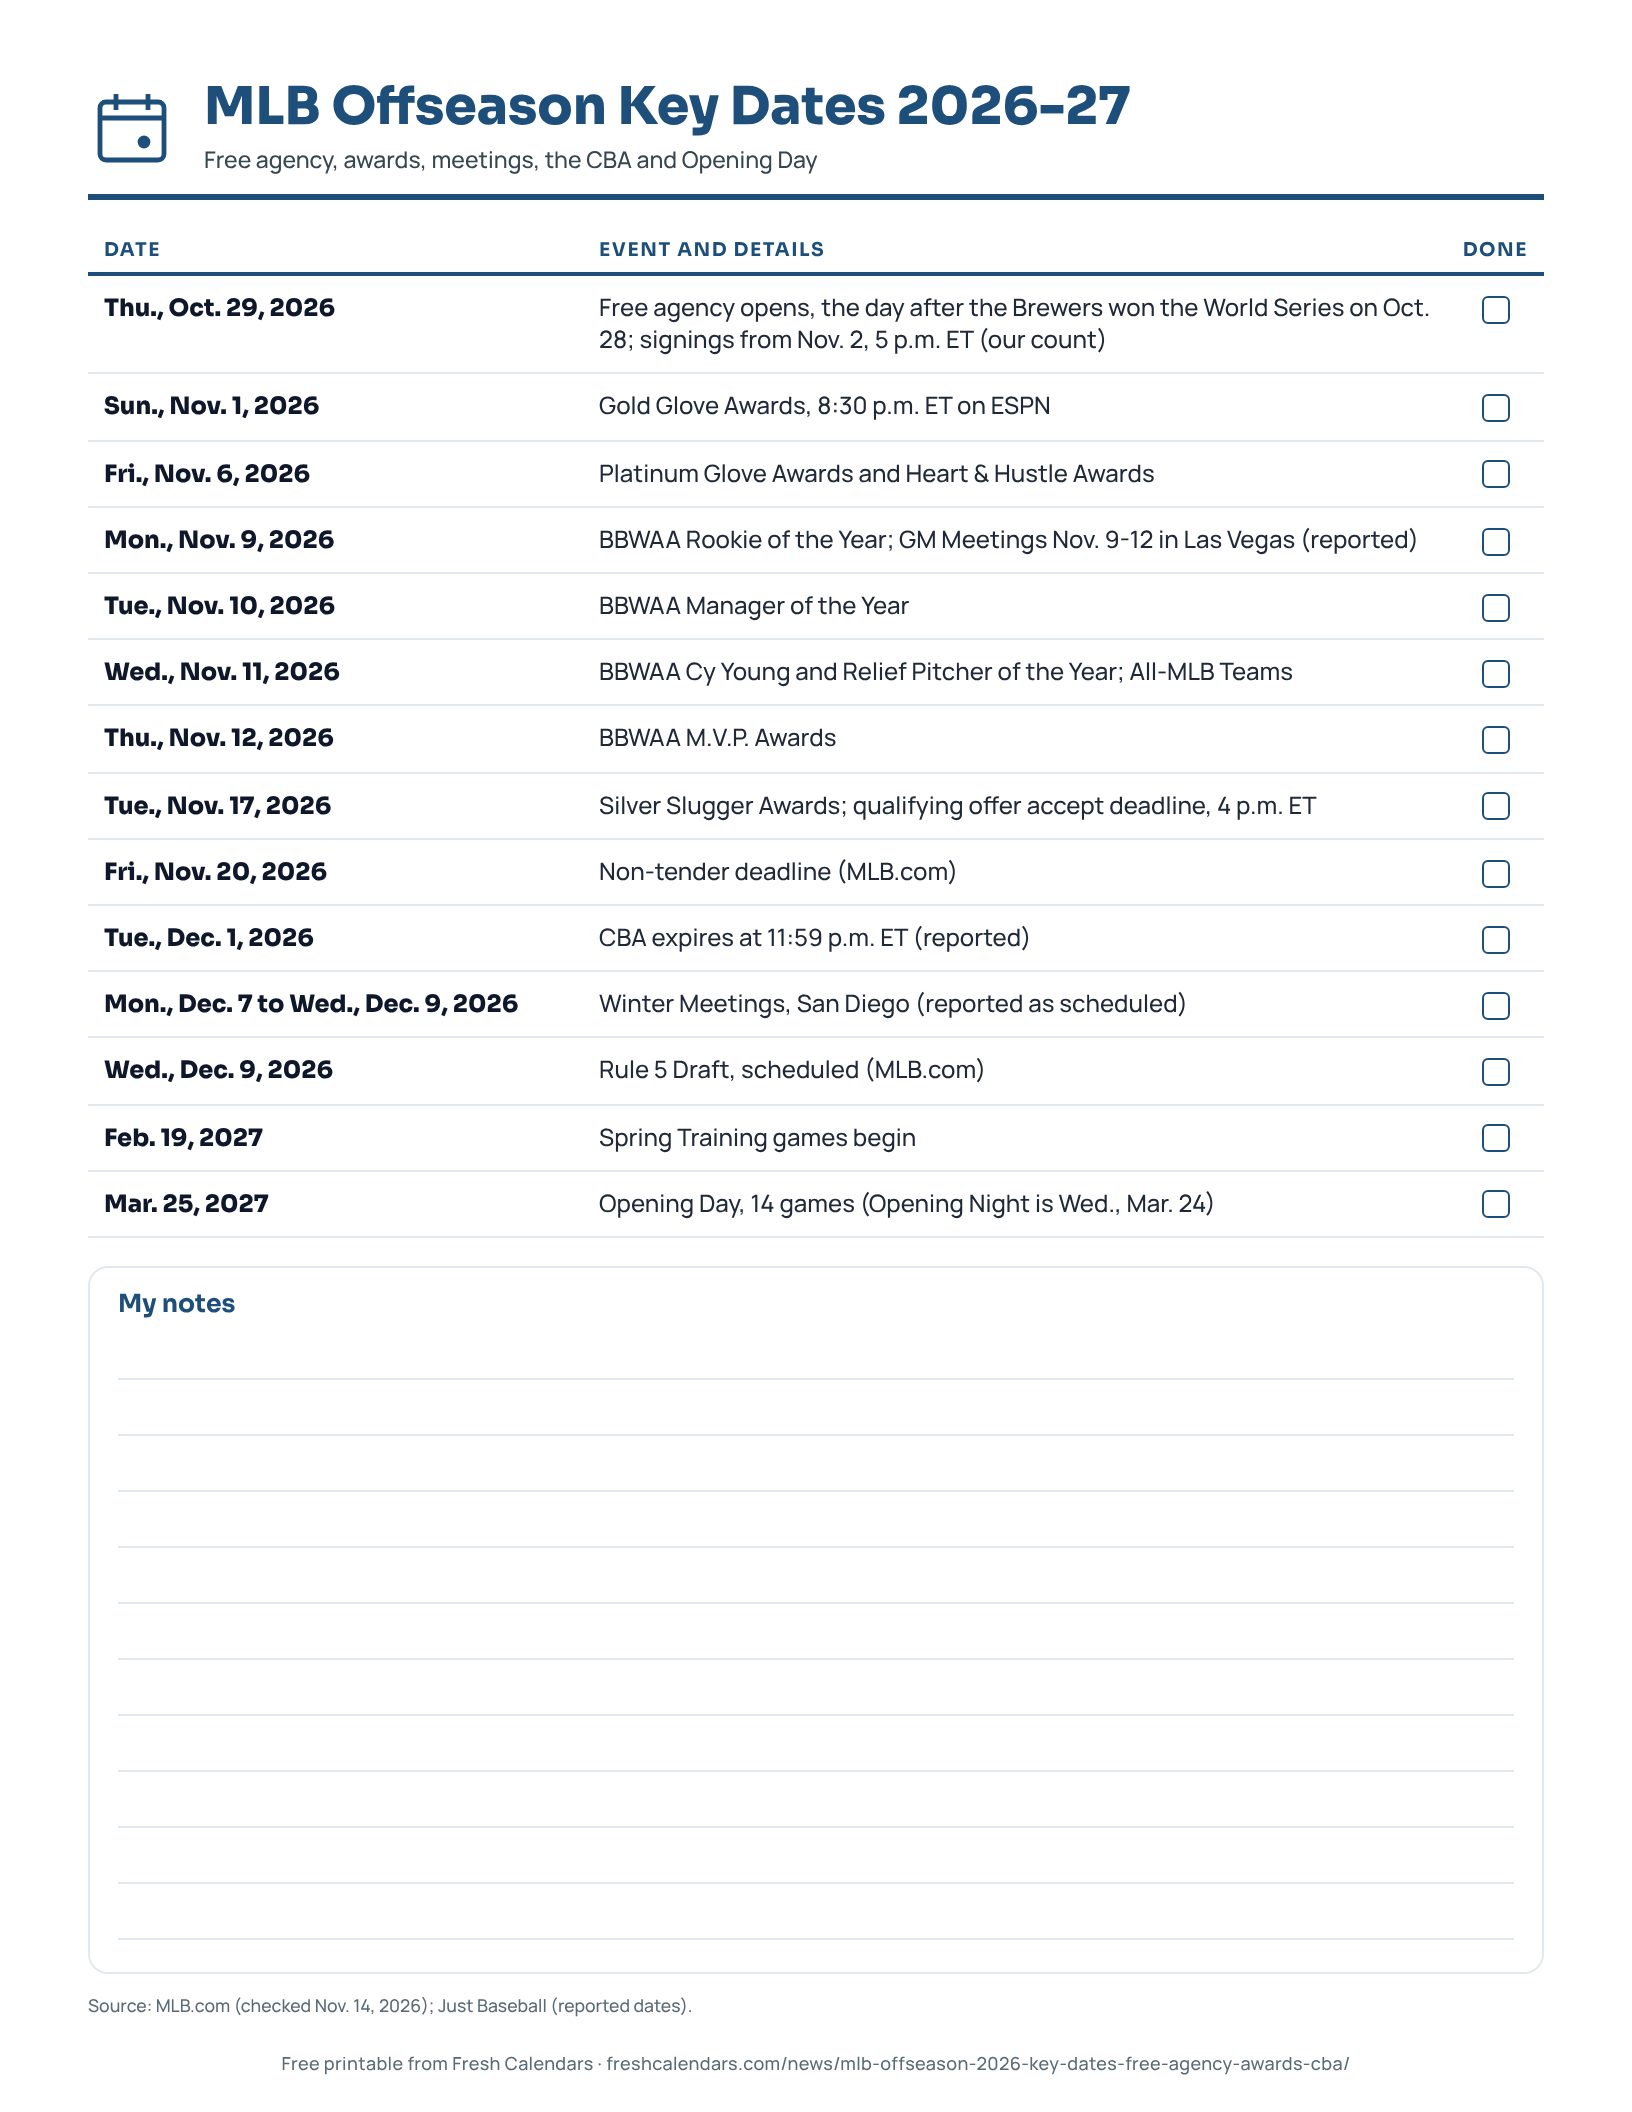 MLB Offseason Key Dates 2026-27
Free agency, awards, meetings, the CBA and Opening Day
DATE EVENT AND DETAILS DONE
Thu., Oct. 29, 2026 Free agency opens, the day after the Brewers won the World Series on Oct.
28; signings from Nov. 2, 5 p.m. ET (our count)
Sun., Nov. 1, 2026 Gold Glove Awards, 8:30 p.m. ET on ESPN
Fri., Nov. 6, 2026 Platinum Glove Awards and Heart & Hustle Awards
Mon., Nov. 9, 2026 BBWAA Rookie of the Year; GM Meetings Nov. 9-12 in Las Vegas (reported)
Tue., Nov. 10, 2026 BBWAA Manager of the Year
Wed., Nov. 11, 2026 BBWAA Cy Young and Relief Pitcher of the Year; All-MLB Teams
Thu., Nov. 12, 2026 BBWAA M.V.P. Awards
Tue., Nov. 17, 2026 Silver Slugger Awards; qualifying offer accept deadline, 4 p.m. ET
Fri., Nov. 20, 2026 Non-tender deadline (MLB.com)
Tue., Dec. 1, 2026 CBA expires at 11:59 p.m. ET (reported)
Mon., Dec. 7 to Wed., Dec. 9, 2026 Winter Meetings, San Diego (reported as scheduled)
Wed., Dec. 9, 2026 Rule 5 Draft, scheduled (MLB.com)
Feb. 19, 2027 Spring Training games begin
Mar. 25, 2027 Opening Day, 14 games (Opening Night is Wed., Mar. 24)
My notes
Source: MLB.com (checked Nov. 14, 2026); Just Baseball (reported dates).
Free printable from Fresh Calendars · freshcalendars.com/news/mlb-offseason-2026-key-dates-free-agency-awards-cba/